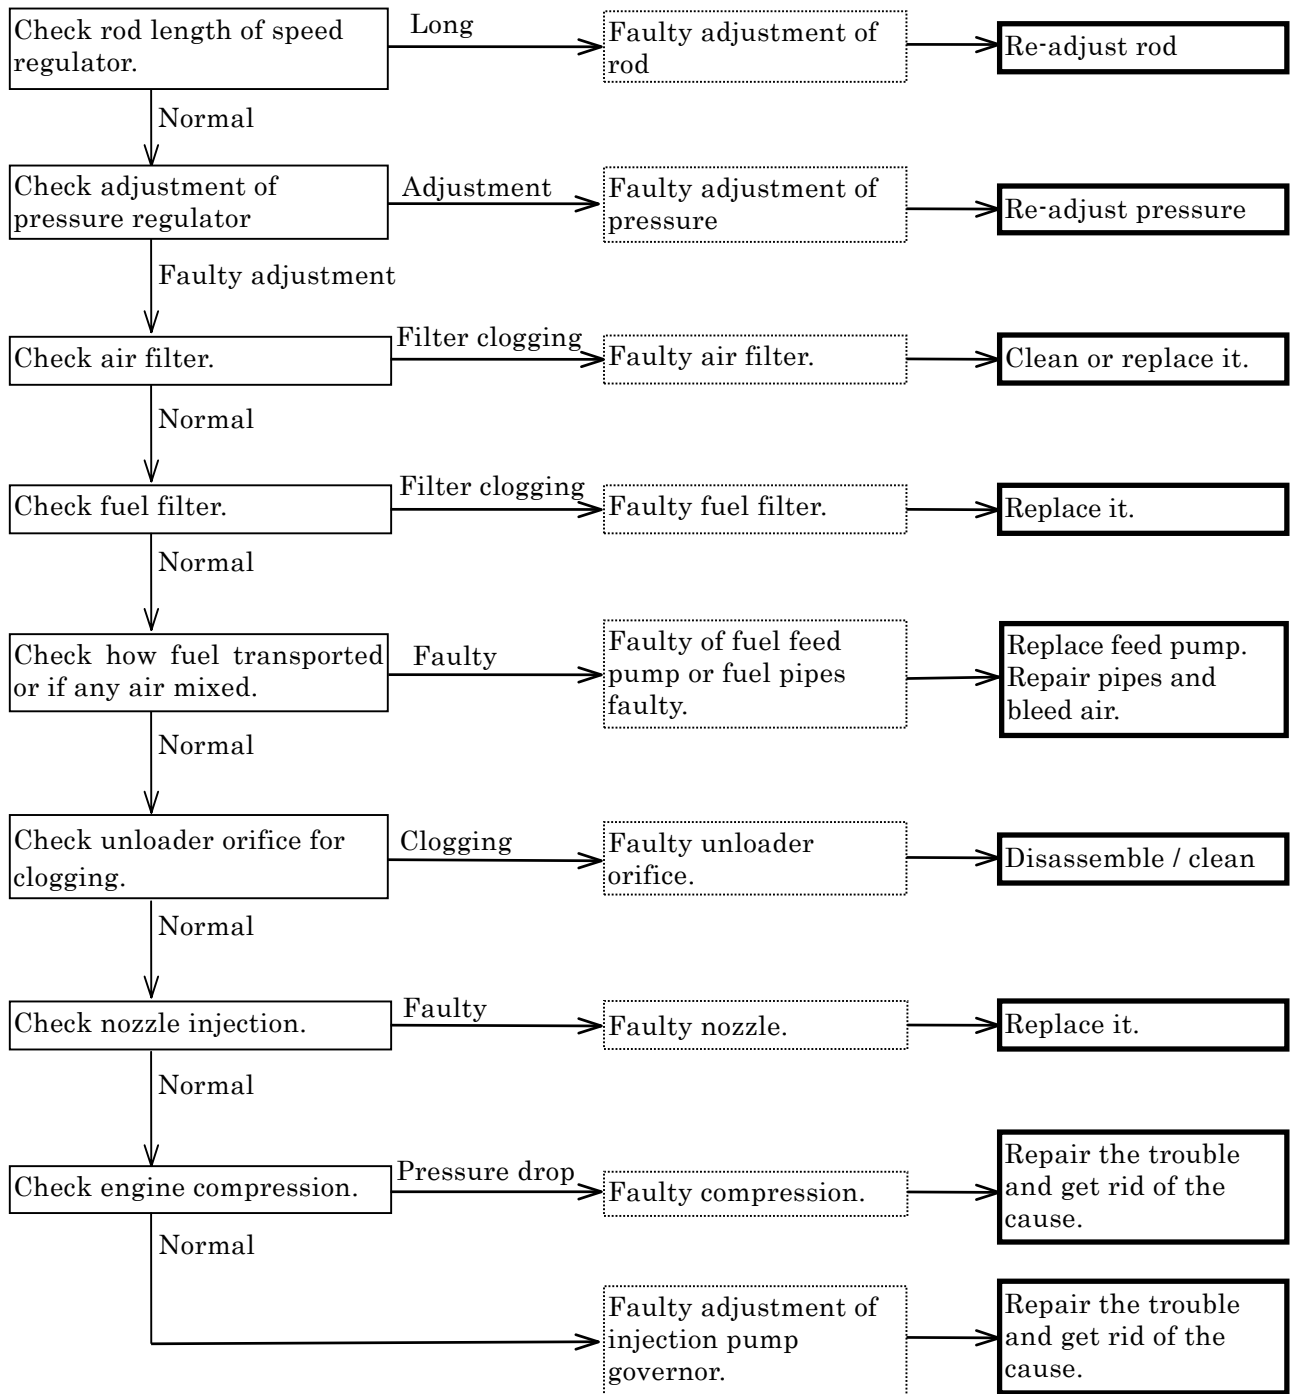 Check rod length of speed
regulator.
Long
Faulty adjustment of
rod
Re-adjust rod
Normal
Check adjustment of
pressure regulator
Adjustment
Faulty adjustment of
pressure
Re-adjust pressure
Faulty adjustment
Check air filter.
Filter clogging
Faulty air filter.
Clean or replace it.
Normal
Check fuel filter.
Filter clogging
Faulty fuel filter.
Replace it.
Normal
Check how fuel transported
or if any air mixed.
Faulty
Faulty of fuel feed
pump or fuel pipes
faulty.
Replace feed pump.
Repair pipes and
bleed air.
Normal
Check unloader orifice for
clogging.
Clogging
Faulty unloader
orifice.
Disassemble / clean
Normal
Check nozzle injection.
Faulty
Faulty nozzle.
Replace it.
Normal
Check engine compression.
Pressure drop
Faulty compression.
Repair the trouble
and get rid of the
cause.
Normal
Faulty adjustment of
injection pump
governor.
Repair the trouble
and get rid of the
cause.